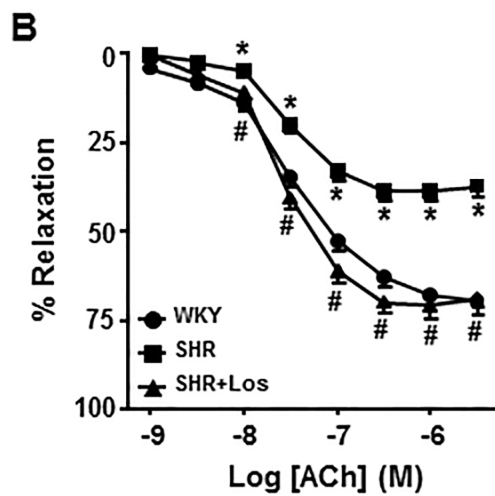 B
0
25
50
75
100
% Relaxation
* * * * * *
# # # # # #
WKY
SHR
SHR+Los
-9 -8 -7 -6
Log [ACh] (M)